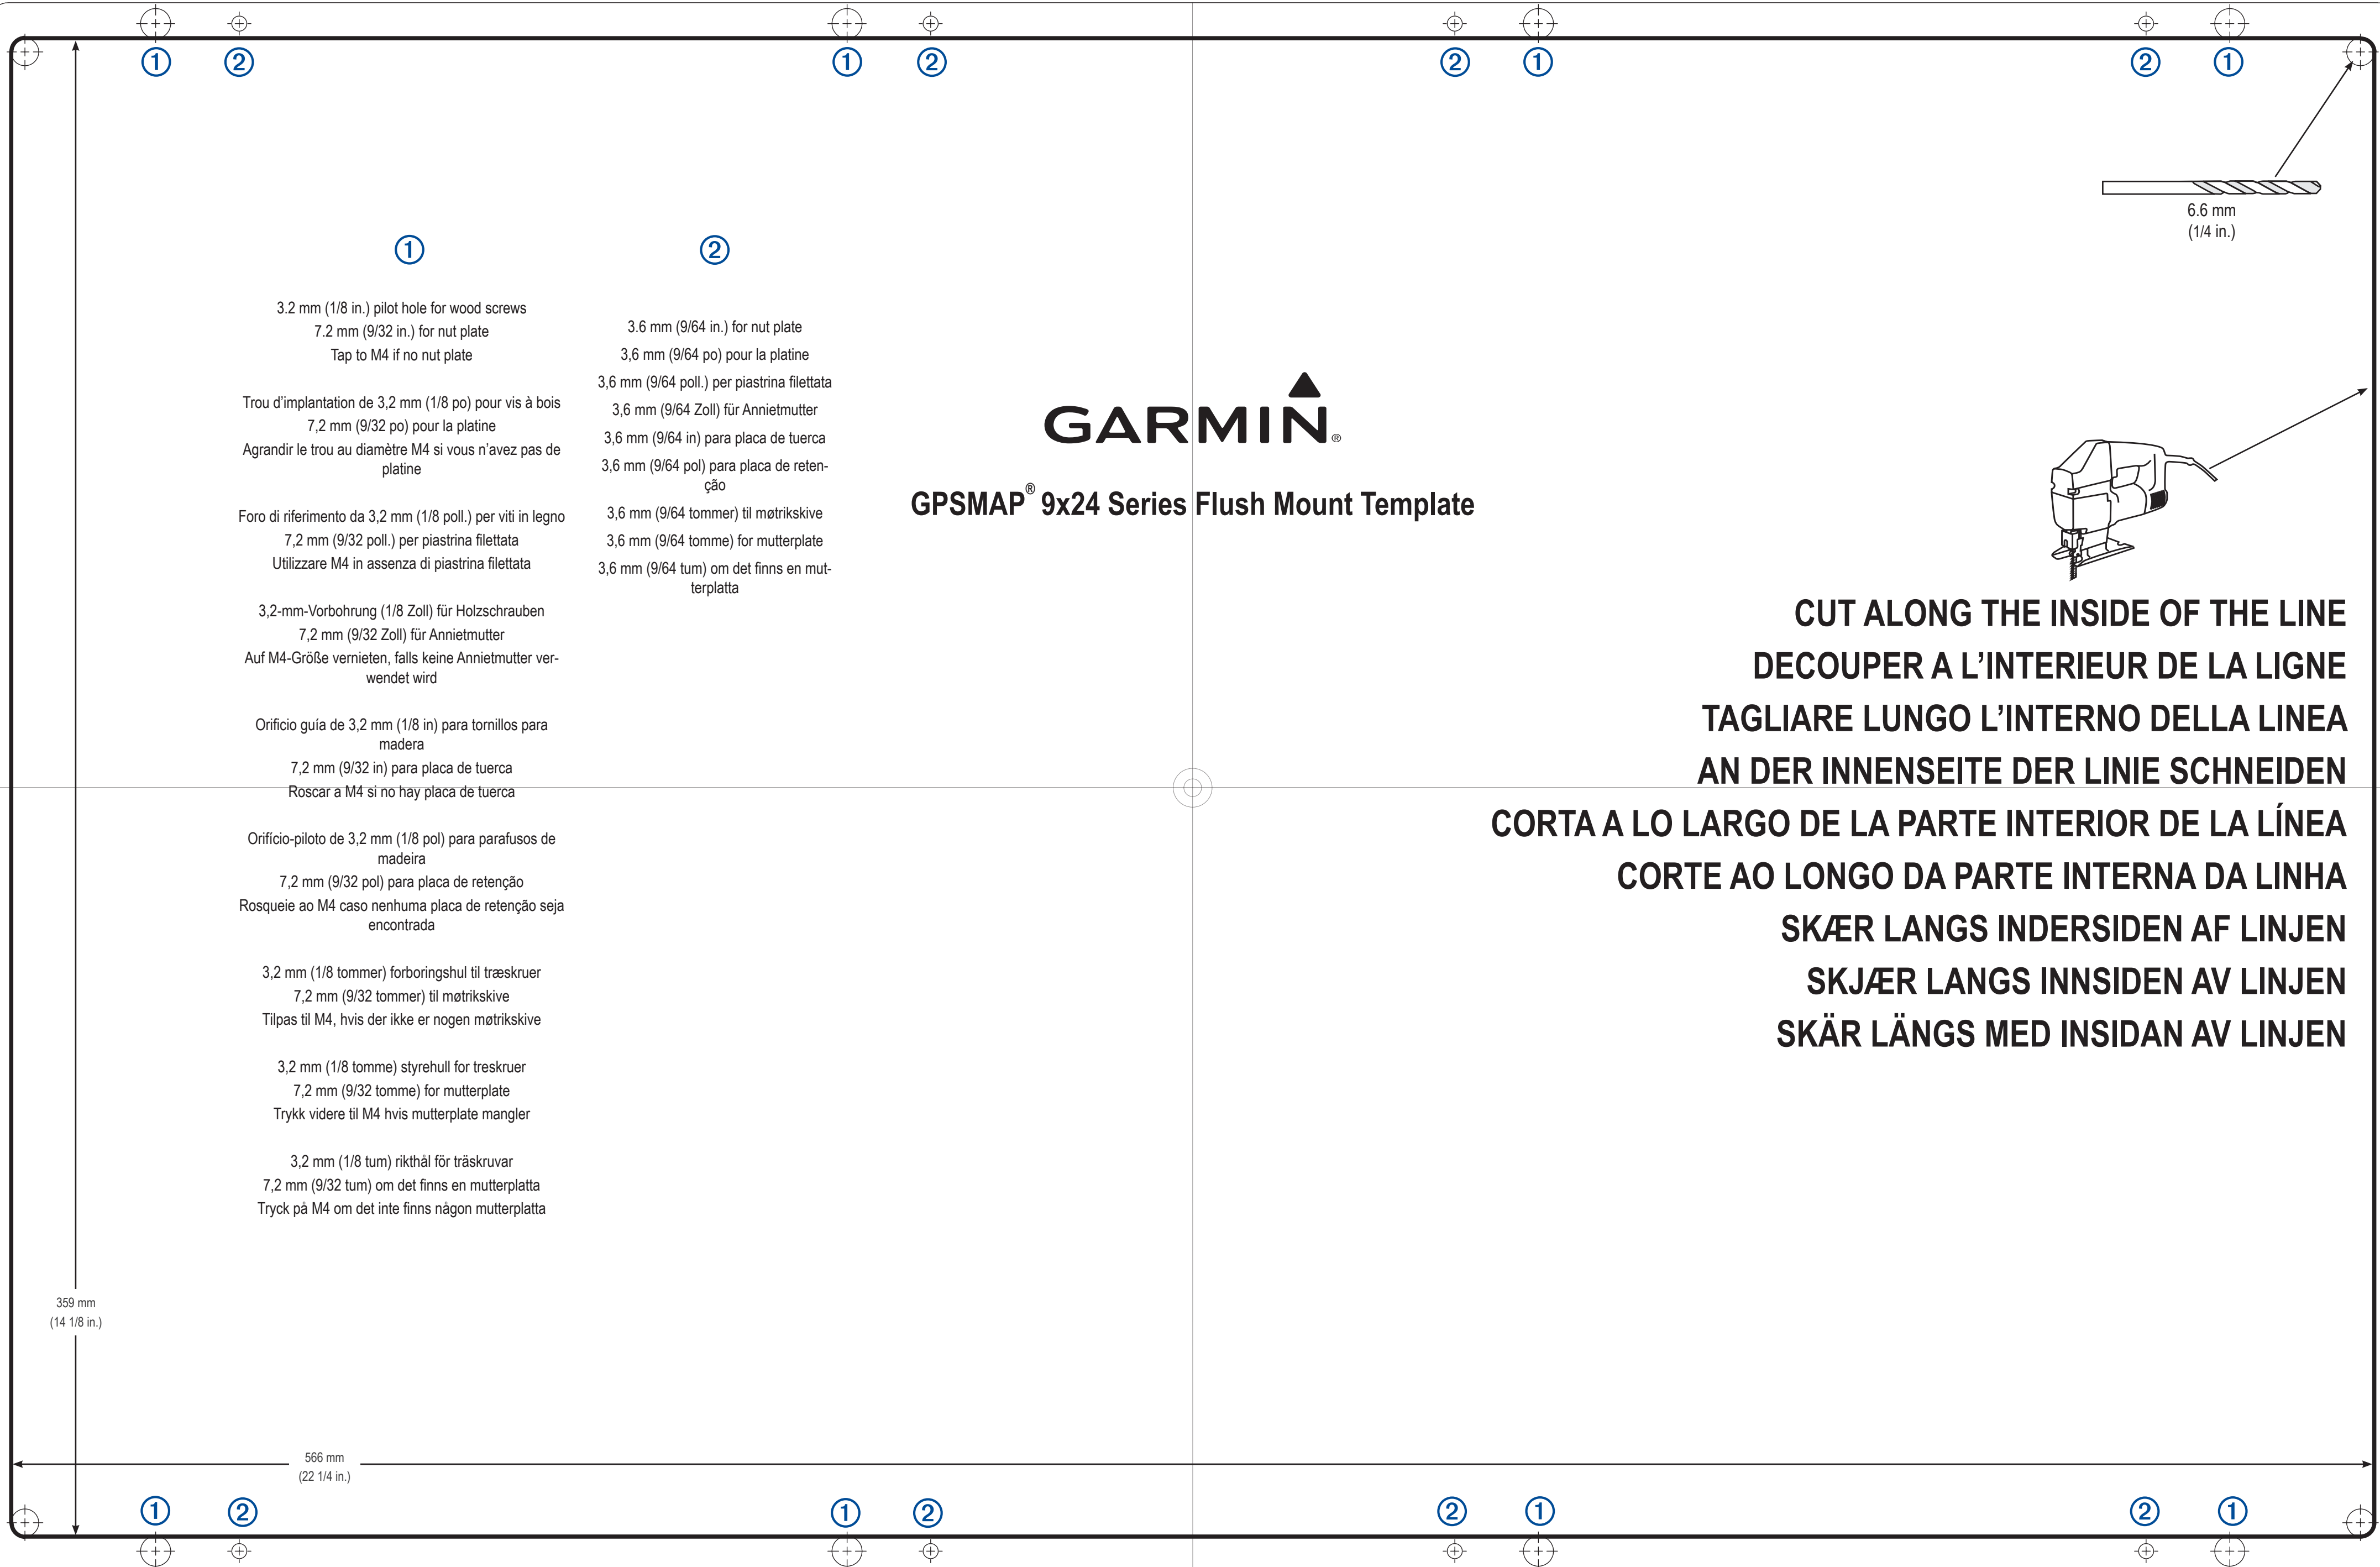 ① ② ① ② ② ① ② ①
6.6 mm
(1/4 in.)
①
3.2 mm (1/8 in.) pilot hole for wood screws
7.2 mm (9/32 in.) for nut plate
Tap to M4 if no nut plate
Trou d’implantation de 3,2 mm (1/8 po) pour vis à bois
7,2 mm (9/32 po) pour la platine
Agrandir le trou au diamètre M4 si vous n’avez pas de
platine
Foro di riferimento da 3,2 mm (1/8 poll.) per viti in legno
7,2 mm (9/32 poll.) per piastrina filettata
Utilizzare M4 in assenza di piastrina filettata
3,2-mm-Vorbohrung (1/8 Zoll) für Holzschrauben
7,2 mm (9/32 Zoll) für Annietmutter
Auf M4-Größe vernieten, falls keine Annietmutter ver-
wendet wird
Orificio guía de 3,2 mm (1/8 in) para tornillos para
madera
7,2 mm (9/32 in) para placa de tuerca
Roscar a M4 si no hay placa de tuerca
Orifício-piloto de 3,2 mm (1/8 pol) para parafusos de
madeira
7,2 mm (9/32 pol) para placa de retenção
Rosqueie ao M4 caso nenhuma placa de retenção seja
encontrada
3,2 mm (1/8 tommer) forboringshul til træskruer
7,2 mm (9/32 tommer) til møtrikskive
Tilpas til M4, hvis der ikke er nogen møtrikskive
3,2 mm (1/8 tomme) styrehull for treskruer
7,2 mm (9/32 tomme) for mutterplate
Trykk videre til M4 hvis mutterplate mangler
3,2 mm (1/8 tum) rikthål för träskruvar
7,2 mm (9/32 tum) om det finns en mutterplatta
Tryck på M4 om det inte finns någon mutterplatta
②
3.6 mm (9/64 in.) for nut plate
3,6 mm (9/64 po) pour la platine
3,6 mm (9/64 poll.) per piastrina filettata
3,6 mm (9/64 Zoll) für Annietmutter
3,6 mm (9/64 in) para placa de tuerca
3,6 mm (9/64 pol) para placa de reten-
ção
3,6 mm (9/64 tommer) til møtrikskive
3,6 mm (9/64 tomme) for mutterplate
3,6 mm (9/64 tum) om det finns en mut-
terplatta
GARMIN®
GPSMAP® 9x24 Series Flush Mount Template
CUT ALONG THE INSIDE OF THE LINE
DECOUPER A L’INTERIEUR DE LA LIGNE
TAGLIARE LUNGO L’INTERNO DELLA LINEA
AN DER INNENSEITE DER LINIE SCHNEIDEN
CORTA A LO LARGO DE LA PARTE INTERIOR DE LA LÍNEA
CORTE AO LONGO DA PARTE INTERNA DA LINHA
SKÆR LANGS INDERSIDEN AF LINJEN
SKJÆR LANGS INNSIDEN AV LINJEN
SKÄR LÄNGS MED INSIDAN AV LINJEN
359 mm
(14 1/8 in.)
566 mm
(22 1/4 in.)
① ② ① ② ② ① ② ①